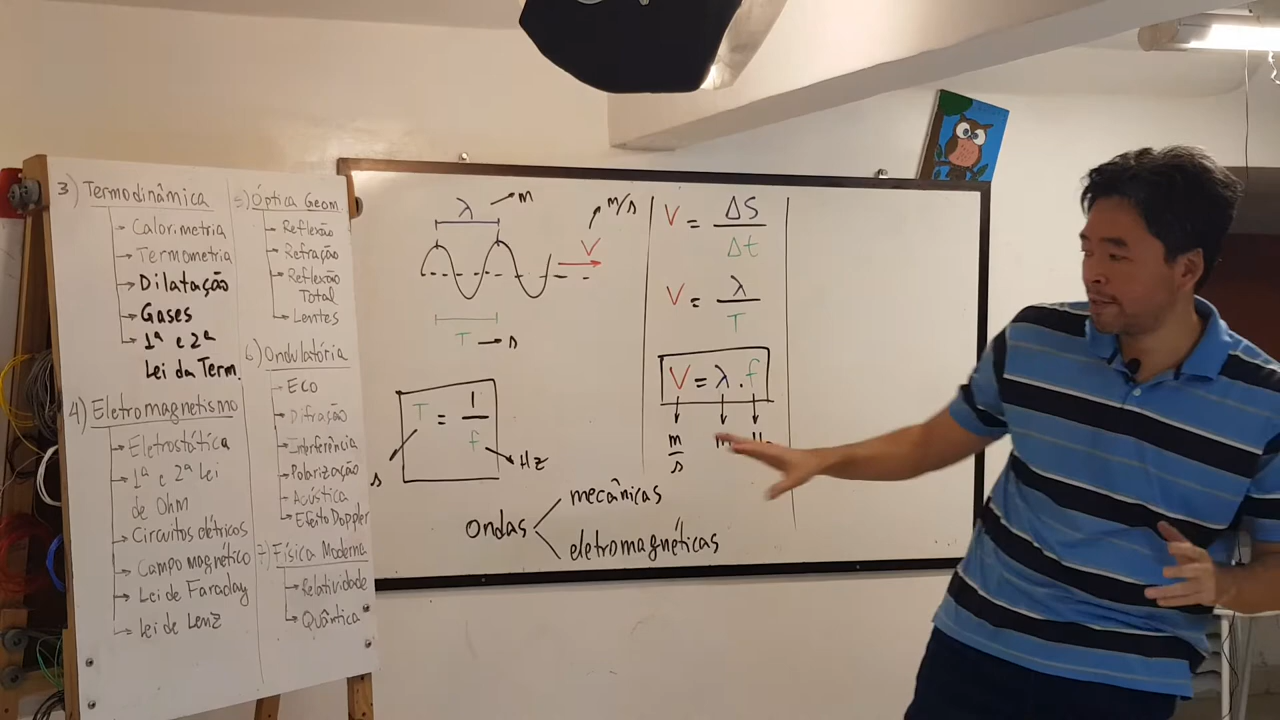 3) Termodinâmica
Calorimetria
Termometria
Dilatação
Gases
1ª e 2ª
Lei da Term.
4) Eletromagnetismo
Eletrostática
1ª e 2ª Lei
de Ohm
Circuitos elétricos
Campo magnético
Lei de Faraday
Lei de Lenz
5) Óptica Geom.
Reflexão
Refração
Reflexão
Total
Lentes
6) Ondulatória
Eco
Difração
Interferência
Polarização
Acústica
Efeito Doppler
7) Física Moderna
Relatividade
Quântica
λ → m
m/s
V
T → s
T = 1/f
s
Hz
ondas
mecânicas
eletromagnéticas
V = ΔS/Δt
V = λ/T
V = λ . f
m/s
m